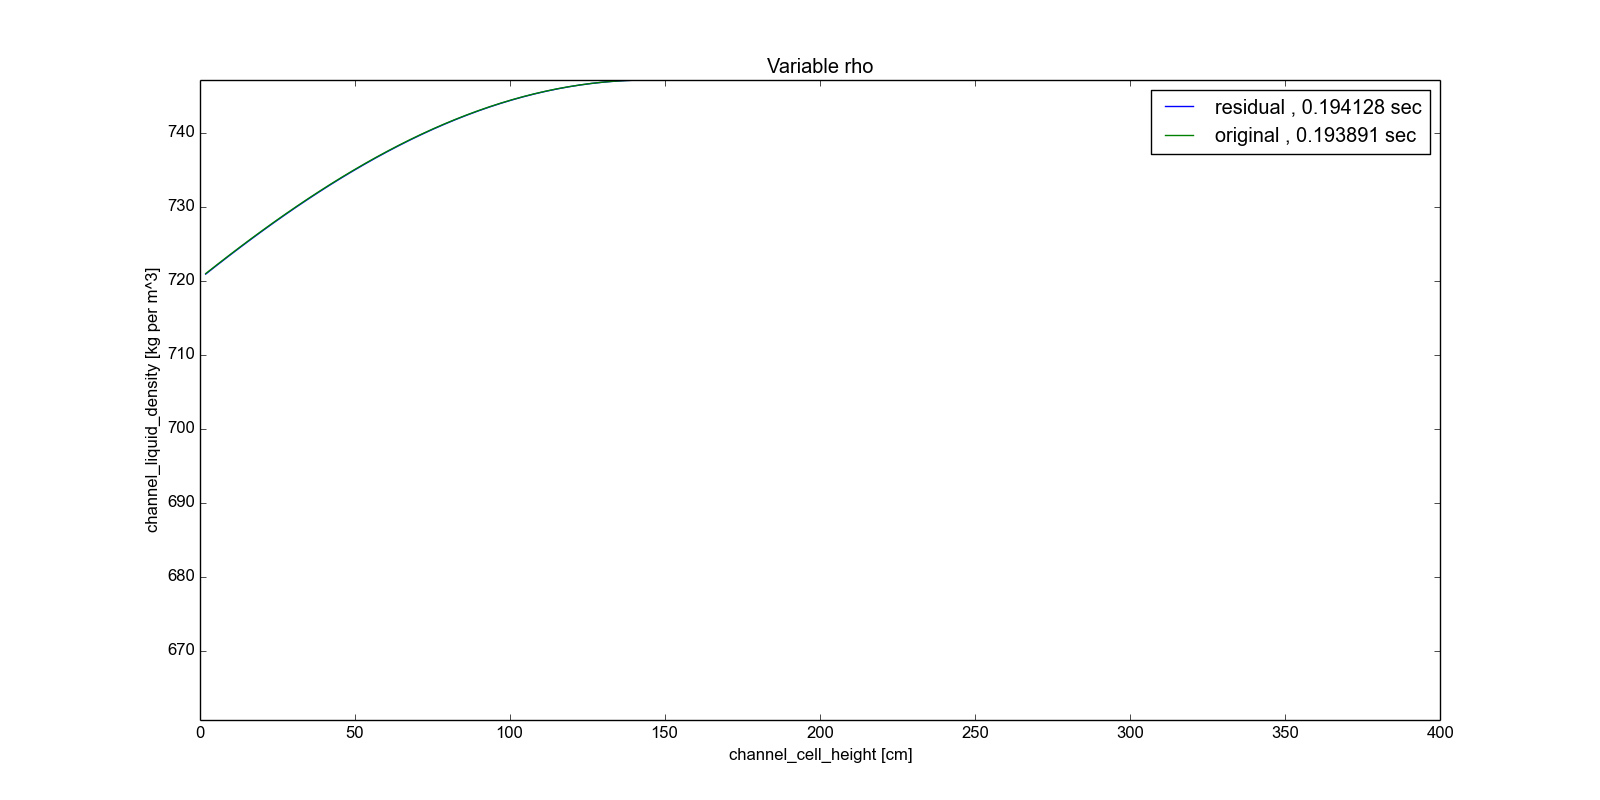 Variable rho
residual , 0.194128 sec
original , 0.193891 sec
channel_liquid_density [kg per m^3]
740
730
720
710
700
690
680
670
0 50 100 150 200 250 300 350 400
channel_cell_height [cm]